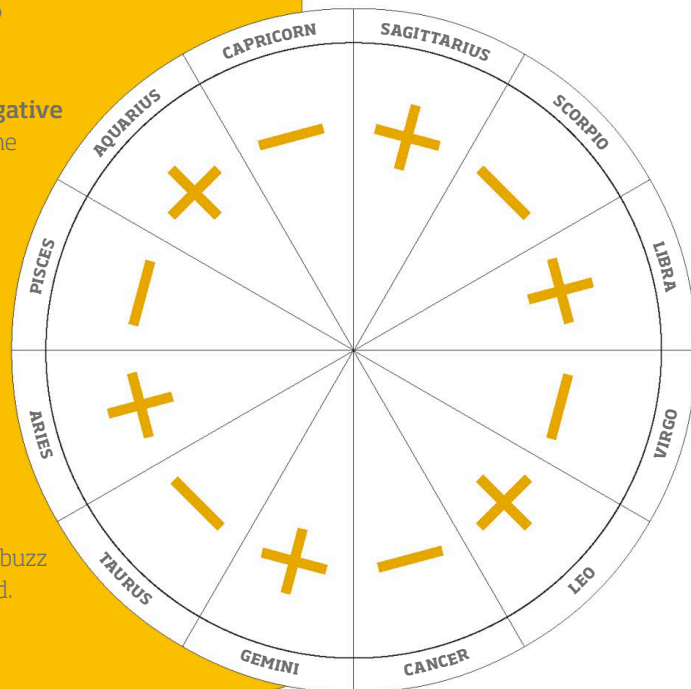 gative
ne
buzz
d.
CAPRICORN
SAGITTARIUS
SCORPIO
LIBRA
VIRGO
LEO
CANCER
GEMINI
TAURUS
ARIES
PISCES
AQUARIUS